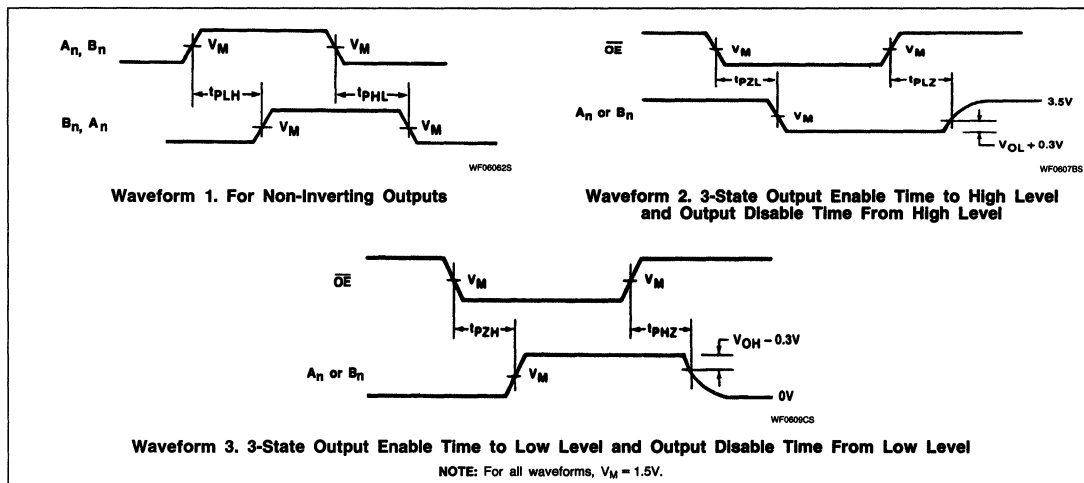 An, Bn
VM
VM
tPLH
tPHL
Bn, An
VM
VM
WF06062S
Waveform 1. For Non-Inverting Outputs
OE
VM
VM
tPZL
tPLZ
An or Bn
VM
3.5V
VOL + 0.3V
WF0607BS
Waveform 2. 3-State Output Enable Time to High Level
and Output Disable Time From High Level
OE
VM
VM
tPZH
tPHZ
VOH – 0.3V
An or Bn
VM
0V
WF0609CS
Waveform 3. 3-State Output Enable Time to Low Level and Output Disable Time From Low Level
NOTE: For all waveforms, VM = 1.5V.